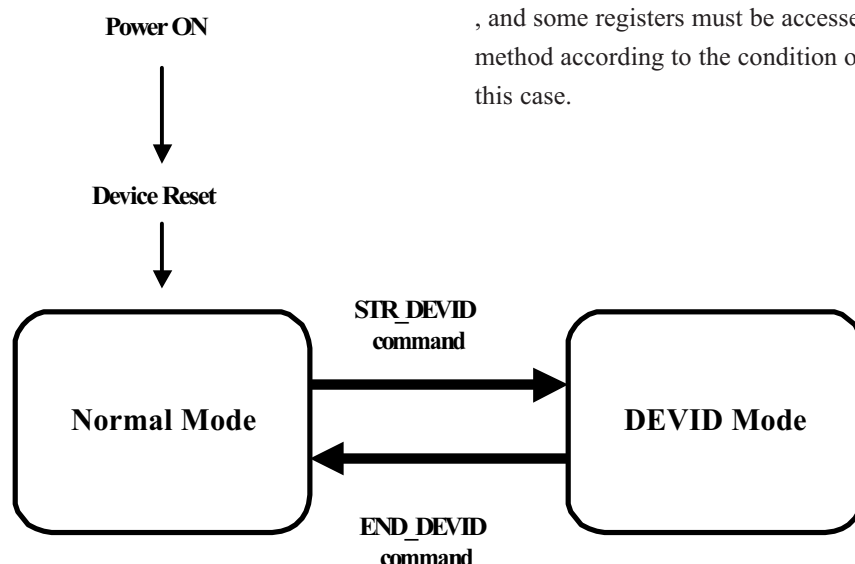 Power ON
, and some registers must be accesse
method according to the condition o
this case.
Device Reset
STR_DEVID
command
Normal Mode
DEVID Mode
END_DEVID
command